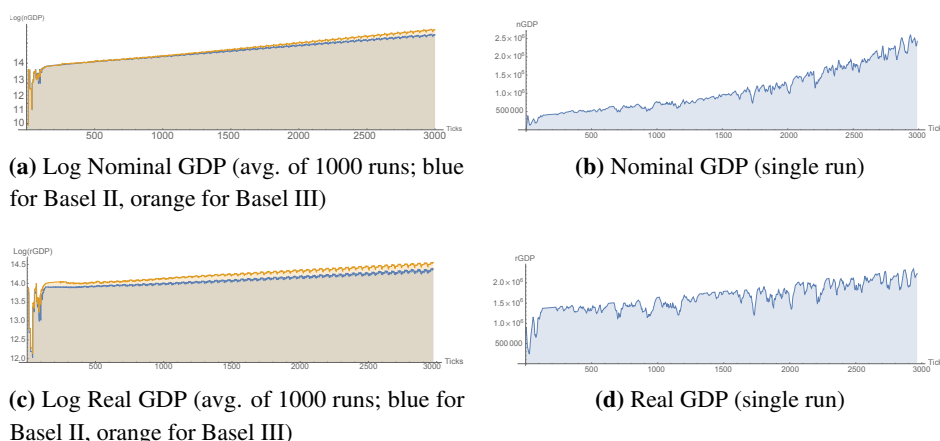 Log(nGDP)
14
13
12
11
10
500 1000 1500 2000 2500 3000
Ticks
(a) Log Nominal GDP (avg. of 1000 runs; blue
for Basel II, orange for Basel III)
nGDP
2.5×10⁶
2.0×10⁶
1.5×10⁶
1.0×10⁶
500000
500 1000 1500 2000 2500 3000
Ticks
(b) Nominal GDP (single run)
Log(rGDP)
14.5
14.0
13.5
13.0
12.5
12.0
500 1000 1500 2000 2500 3000
Ticks
(c) Log Real GDP (avg. of 1000 runs; blue for
Basel II, orange for Basel III)
rGDP
2.0×10⁶
1.5×10⁶
1.0×10⁶
500000
500 1000 1500 2000 2500 3000
(d) Real GDP (single run)